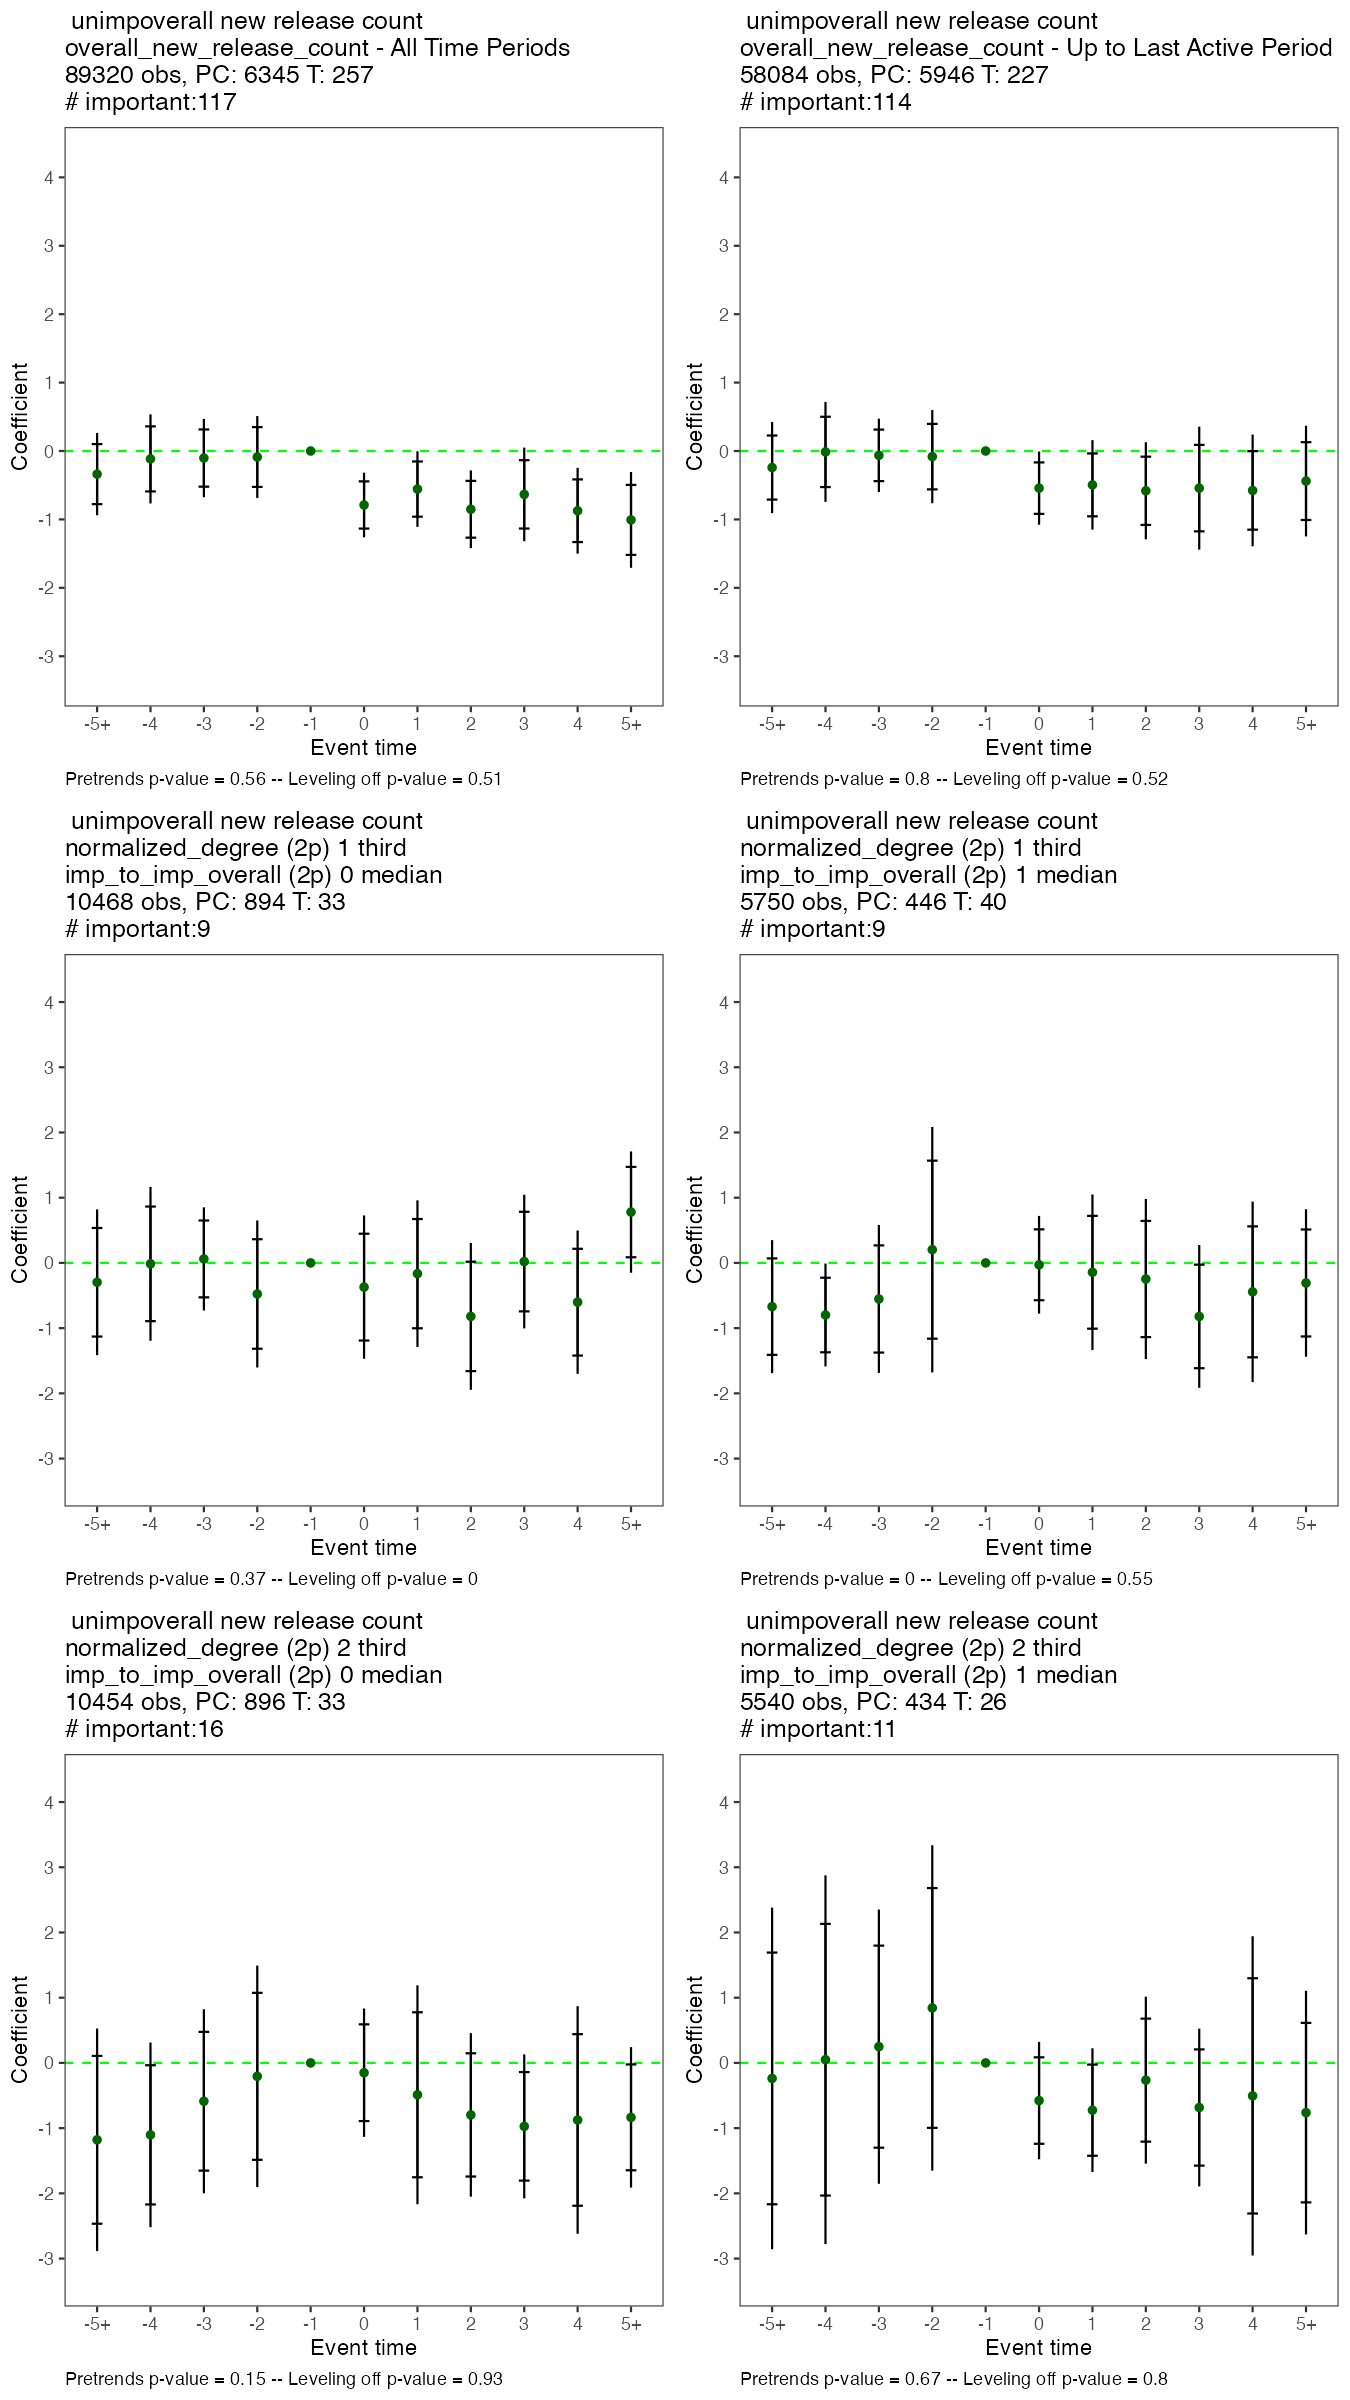 unimpoverall new release count
overall_new_release_count - All Time Periods
89320 obs, PC: 6345 T: 257
# important:117
4
3
2
1
0
-1
-2
-3
Coefficient
-5+ -4 -3 -2 -1 0 1 2 3 4 5+
Event time
Pretrends p-value = 0.56 -- Leveling off p-value = 0.51
unimpoverall new release count
overall_new_release_count - Up to Last Active Period
58084 obs, PC: 5946 T: 227
# important:114
4
3
2
1
0
-1
-2
-3
Coefficient
-5+ -4 -3 -2 -1 0 1 2 3 4 5+
Event time
Pretrends p-value = 0.8 -- Leveling off p-value = 0.52
unimpoverall new release count
normalized_degree (2p) 1 third
imp_to_imp_overall (2p) 0 median
10468 obs, PC: 894 T: 33
# important:9
4
3
2
1
0
-1
-2
-3
Coefficient
-5+ -4 -3 -2 -1 0 1 2 3 4 5+
Event time
Pretrends p-value = 0.37 -- Leveling off p-value = 0
unimpoverall new release count
normalized_degree (2p) 1 third
imp_to_imp_overall (2p) 1 median
5750 obs, PC: 446 T: 40
# important:9
4
3
2
1
0
-1
-2
-3
Coefficient
-5+ -4 -3 -2 -1 0 1 2 3 4 5+
Event time
Pretrends p-value = 0 -- Leveling off p-value = 0.55
unimpoverall new release count
normalized_degree (2p) 2 third
imp_to_imp_overall (2p) 0 median
10454 obs, PC: 896 T: 33
# important:16
4
3
2
1
0
-1
-2
-3
Coefficient
-5+ -4 -3 -2 -1 0 1 2 3 4 5+
Event time
Pretrends p-value = 0.15 -- Leveling off p-value = 0.93
unimpoverall new release count
normalized_degree (2p) 2 third
imp_to_imp_overall (2p) 1 median
5540 obs, PC: 434 T: 26
# important:11
4
3
2
1
0
-1
-2
-3
Coefficient
-5+ -4 -3 -2 -1 0 1 2 3 4 5+
Event time
Pretrends p-value = 0.67 -- Leveling off p-value = 0.8